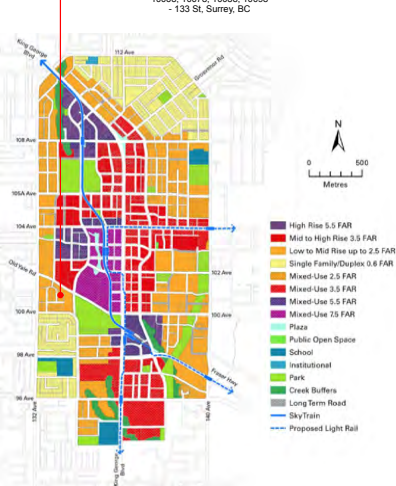 - 133 St, Surrey, BC
King George
Blvd
112 Ave
Grosvenor Rd
108 Ave
105A Ave
104 Ave
Old Yale Rd
102 Ave
100 Ave
100 Ave
98 Ave
96 Ave
Fraser Hwy
132 Ave
140 Ave
King George
Blvd
N
0 500
Metres
High Rise 5.5 FAR
Mid to High Rise 3.5 FAR
Low to Mid Rise up to 2.5 FAR
Single Family/Duplex 0.6 FAR
Mixed-Use 2.5 FAR
Mixed-Use 3.5 FAR
Mixed-Use 5.5 FAR
Mixed-Use 7.5 FAR
Plaza
Public Open Space
School
Institutional
Park
Creek Buffers
Long Term Road
SkyTrain
Proposed Light Rail